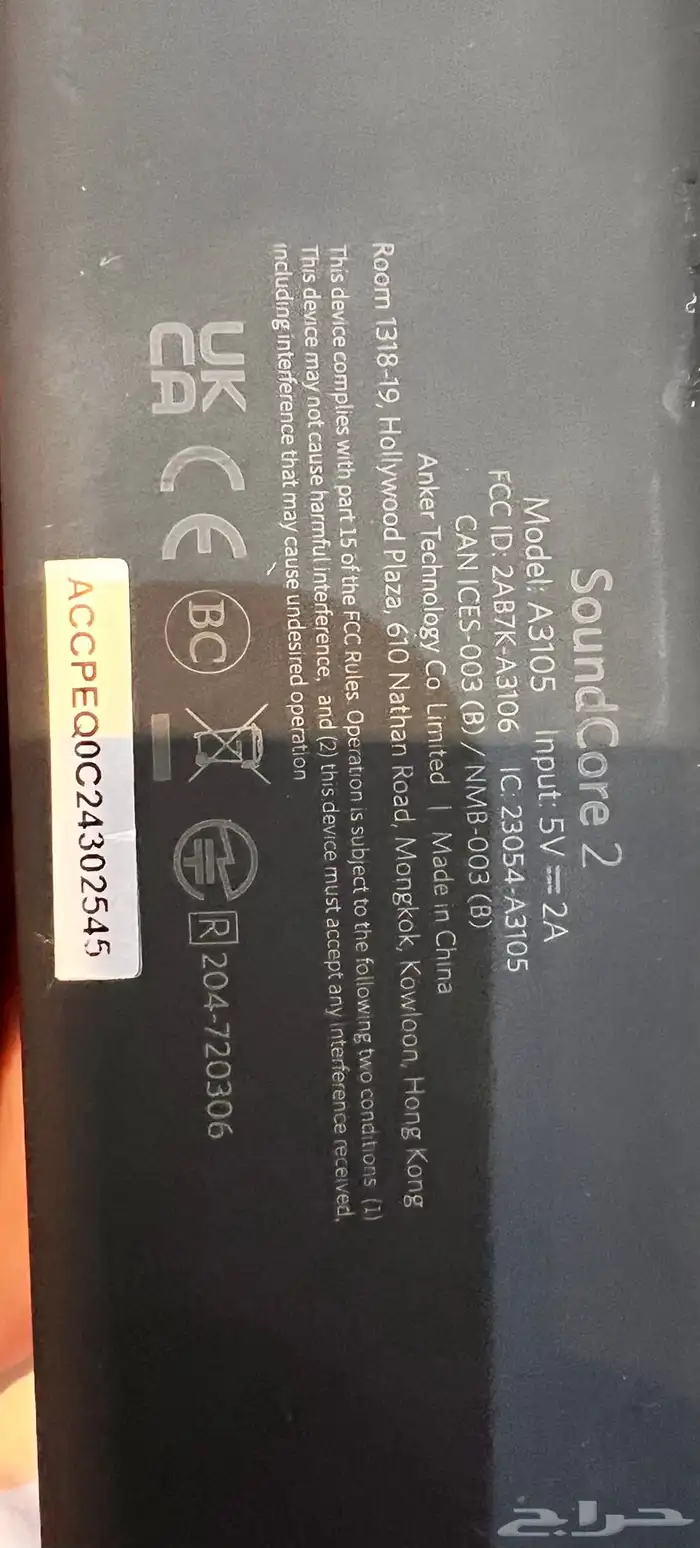 SoundCore 2
Model: A3105 Input: 5V ⎓ 2A
FCC ID: 2AB7K-A3106 IC: 23054-A3105
CAN ICES-003 (B) / NMB-003 (B)
Anker Technology Co. Limited | Made in China
Room 1318-19, Hollywood Plaza, 610 Nathan Road, Mongkok, Kowloon, Hong Kong
This device complies with part 15 of the FCC Rules. Operation is subject to the following two conditions (1)
This device may not cause harmful interference, and (2) this device must accept any interference received,
including interference that may cause undesired operation
UK
CA
CE
BC
R 204-720306
ACCPEQ0C24302545
حراج